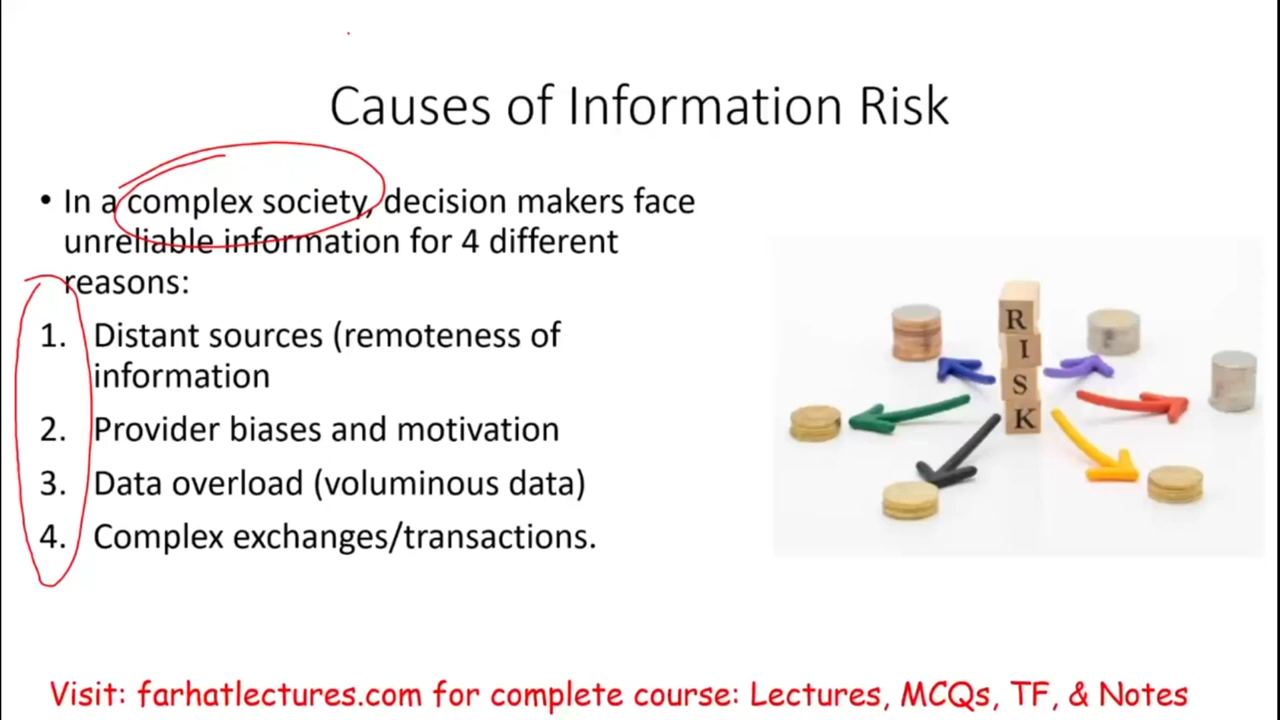 Causes of Information Risk
• In a complex society, decision makers face
unreliable information for 4 different
reasons:
1. Distant sources (remoteness of
information
2. Provider biases and motivation
3. Data overload (voluminous data)
4. Complex exchanges/transactions.
R
I
S
K
Visit: farhatlectures.com for complete course: Lectures, MCQs, TF, & Notes